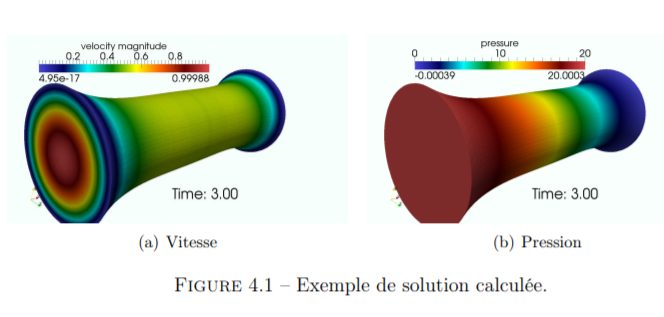 velocity magnitude
0.2 0.4 0.6 0.8
4.95e-17 0.99988
Time: 3.00
(a) Vitesse
pressure
0 10 20
-0.00039 20.0003
Time: 3.00
(b) Pression
FIGURE 4.1 – Exemple de solution calculée.